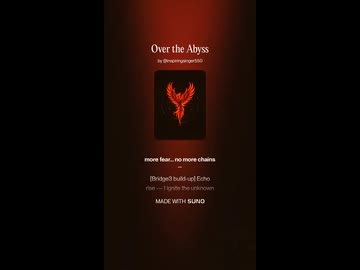 Over the Abyss
by @inspiringsinger550
more fear... no more chains
...
[Bridge3 build-up] Echo
rise — I ignite the unknown
MADE WITH SUNO